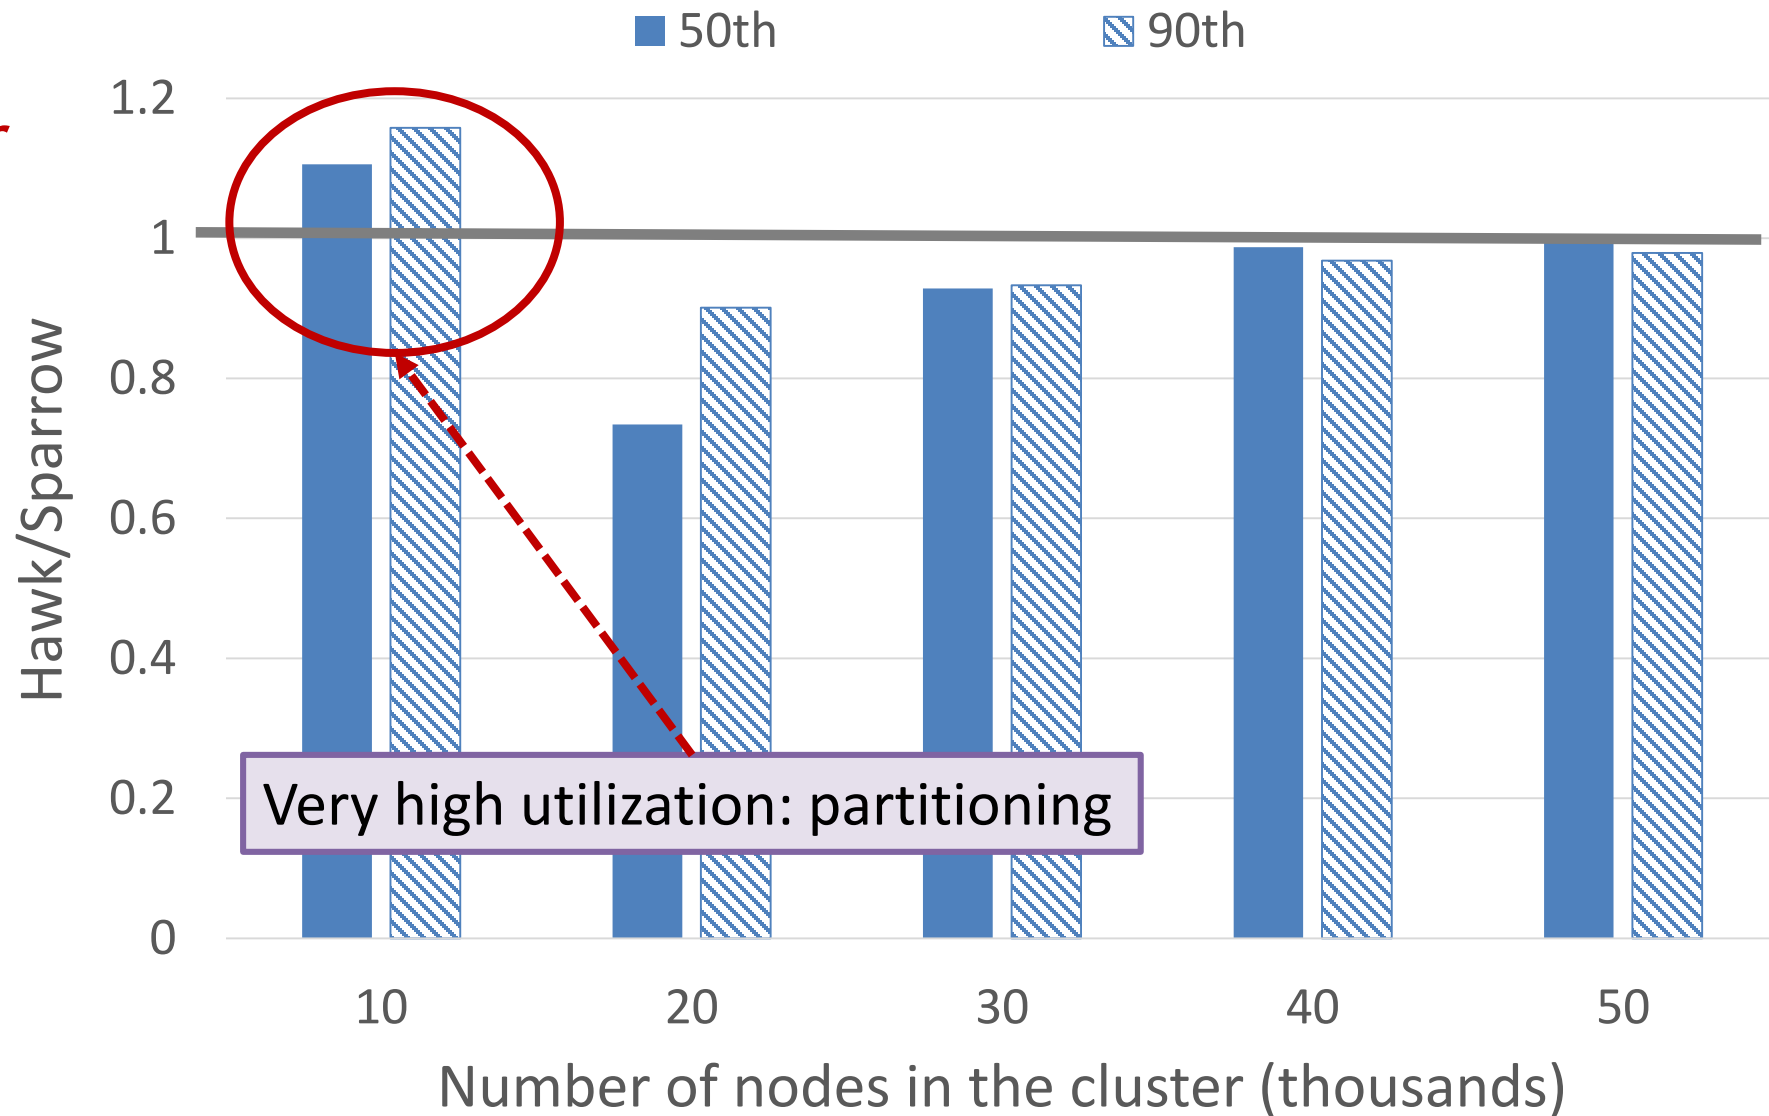 50th 90th
1.2
1
0.8
0.6
0.4
0.2
0
Hawk/Sparrow
Very high utilization: partitioning
10 20 30 40 50
Number of nodes in the cluster (thousands)